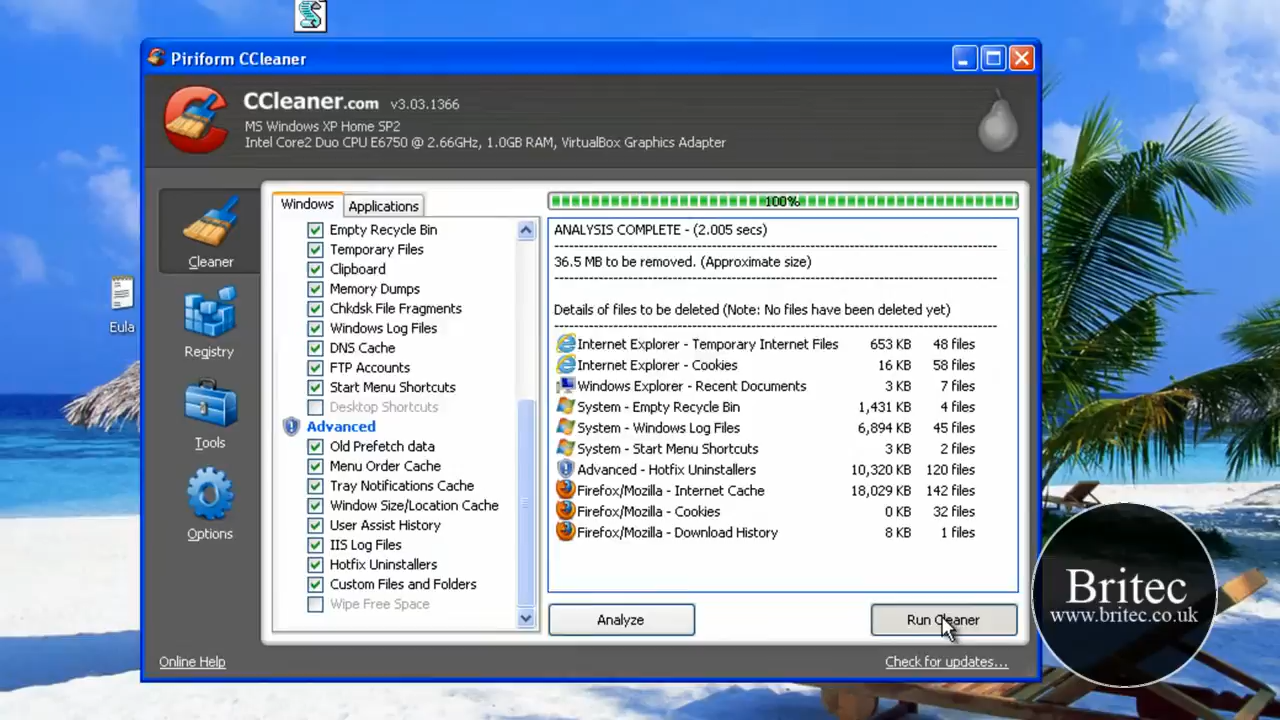 Piriform CCleaner
CCleaner.com v3.03.1366
MS Windows XP Home SP2
Intel Core2 Duo CPU E6750 @ 2.66GHz, 1.0GB RAM, VirtualBox Graphics Adapter
Cleaner
Registry
Tools
Options
Windows
Applications
Empty Recycle Bin
Temporary Files
Clipboard
Memory Dumps
Chkdsk File Fragments
Windows Log Files
DNS Cache
FTP Accounts
Start Menu Shortcuts
Desktop Shortcuts
Advanced
Old Prefetch data
Menu Order Cache
Tray Notifications Cache
Window Size/Location Cache
User Assist History
IIS Log Files
Hotfix Uninstallers
Custom Files and Folders
Wipe Free Space
100%
ANALYSIS COMPLETE - (2.005 secs)
36.5 MB to be removed. (Approximate size)
Details of files to be deleted (Note: No files have been deleted yet)
Internet Explorer - Temporary Internet Files 653 KB 48 files
Internet Explorer - Cookies 16 KB 58 files
Windows Explorer - Recent Documents 3 KB 7 files
System - Empty Recycle Bin 1,431 KB 4 files
System - Windows Log Files 6,894 KB 45 files
System - Start Menu Shortcuts 3 KB 2 files
Advanced - Hotfix Uninstallers 10,320 KB 120 files
Firefox/Mozilla - Internet Cache 18,029 KB 142 files
Firefox/Mozilla - Cookies 0 KB 32 files
Firefox/Mozilla - Download History 8 KB 1 files
Analyze
Run Cleaner
Online Help
Check for updates...
Eula
Britec
www.britec.co.uk